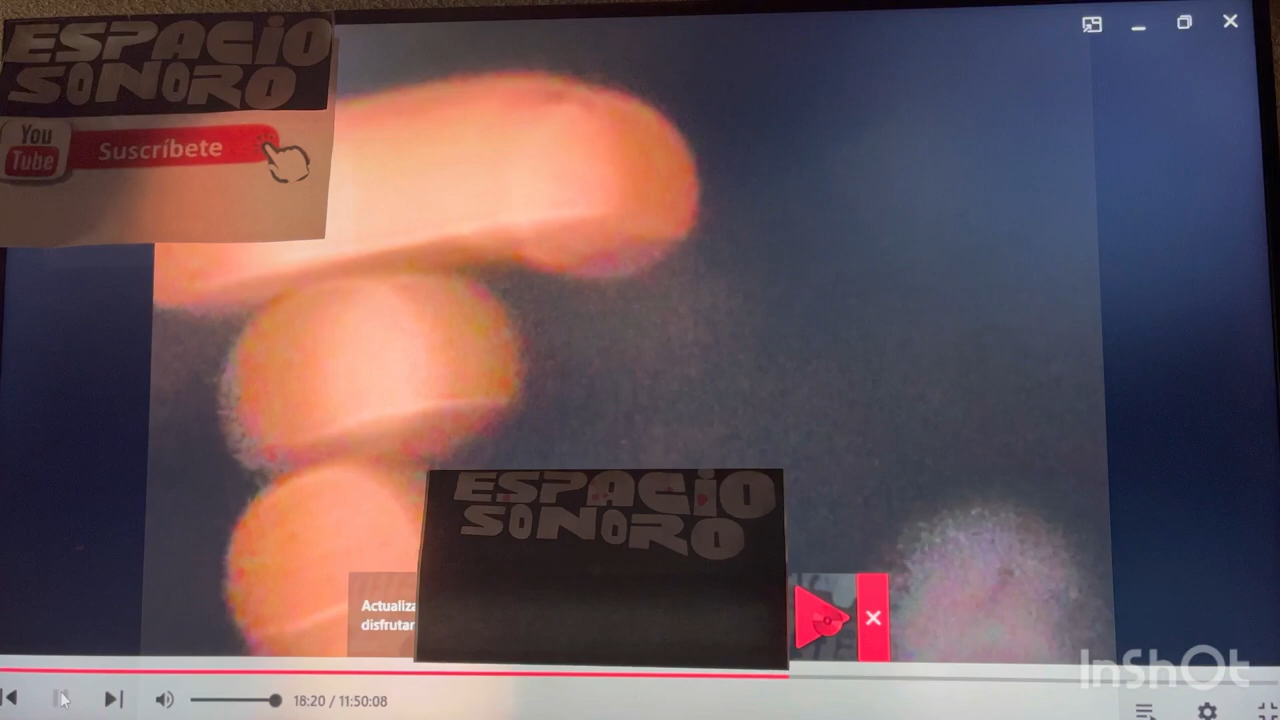 ESPACiO
SONORO
You
Tube
Suscríbete
ESPACiO
SONORO
Actualiza
disfrutar
18:20 / 11:50:08
InShOt